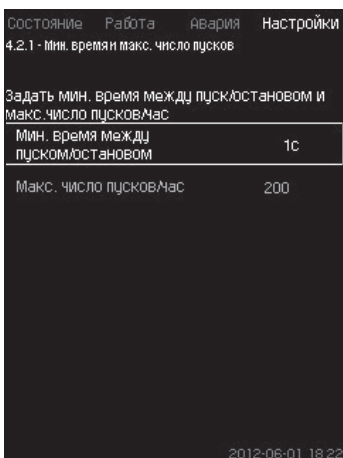 Состояние Работа Авария Настройки
4.2.1 - Мин. время и макс. число пусков
Задать мин. время между пуск/остановом и
макс.число пусков/час
Мин. время между
пуском/остановом 1с
Макс. число пусков/час 200
2012-06-01 18:22